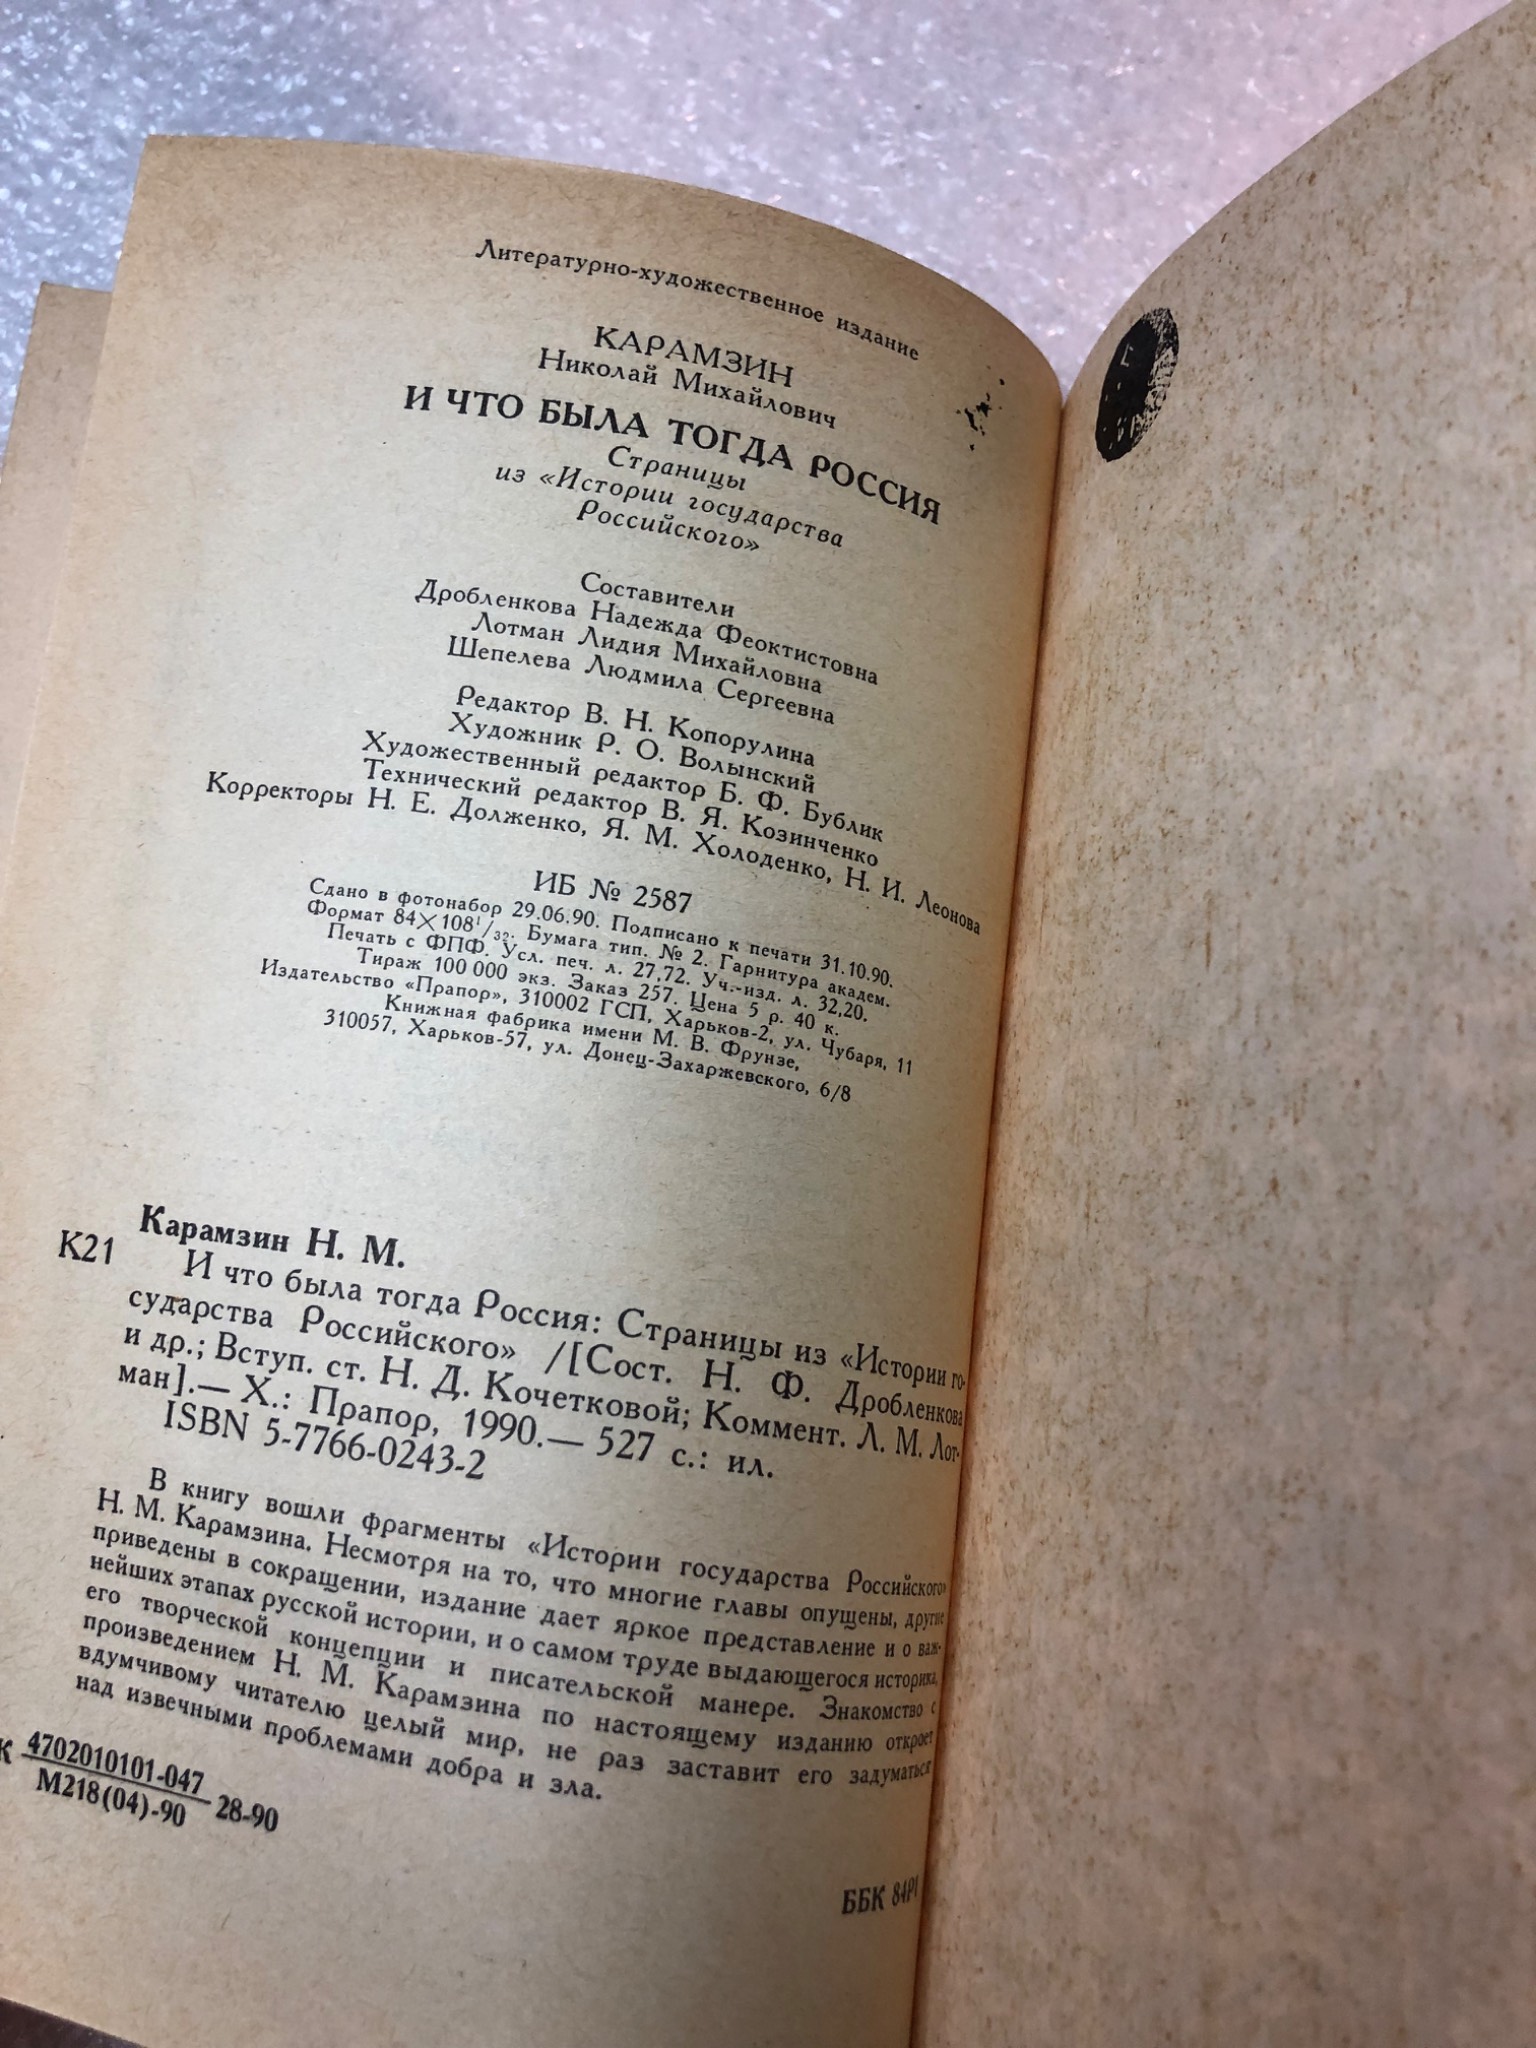 Литературно-художественное издание
КАРАМЗИН
Николай Михайлович
И ЧТО БЫЛА ТОГДА РОССИЯ
Страницы
из «Истории государства
Российского»
Составители
Дробленкова Надежда Феоктистовна
Лотман Лидия Михайловна
Шепелева Людмила Сергеевна
Редактор В. Н. Копорулина
Художник Р. О. Волынский
Художественный редактор Б. Ф. Бублик
Технический редактор В. Я. Козинченко
Корректоры Н. Е. Долженко, Я. М. Холоденко, Н. И. Леонова
ИБ № 2587
Сдано в фотонабор 29.06.90. Подписано к печати 31.10.90.
Формат 84×108¹/₃₂. Бумага тип. № 2. Гарнитура академ.
Печать с ФПФ. Усл. печ. л. 27,72. Уч.-изд. л. 32,20.
Тираж 100 000 экз. Заказ 257. Цена 5 р. 40 к.
Издательство «Прапор», 310002 ГСП, Харьков-2, ул. Чубаря, 11
Книжная фабрика имени М. В. Фрунзе,
310057, Харьков-57, ул. Донец-Захаржевского, 6/8
Карамзин Н. М.
К21 И что была тогда Россия: Страницы из «Истории го-
сударства Российского» /[Сост. Н. Ф. Дробленкова
и др.; Вступ. ст. Н. Д. Кочетковой; Коммент. Л. М. Лот-
ман].— Х.: Прапор, 1990.— 527 с.: ил.
ISBN 5-7766-0243-2
В книгу вошли фрагменты «Истории государства Российского»
Н. М. Карамзина. Несмотря на то, что многие главы опущены, другие
приведены в сокращении, издание дает яркое представление и о важ-
нейших этапах русской истории, и о самом труде выдающегося историка,
его творческой концепции и писательской манере. Знакомство с
произведением Н. М. Карамзина по настоящему изданию откроет
вдумчивому читателю целый мир, не раз заставит его задуматься
над извечными проблемами добра и зла.
К 4702010101-047
М218(04)-90 28-90
ББК 84Р1